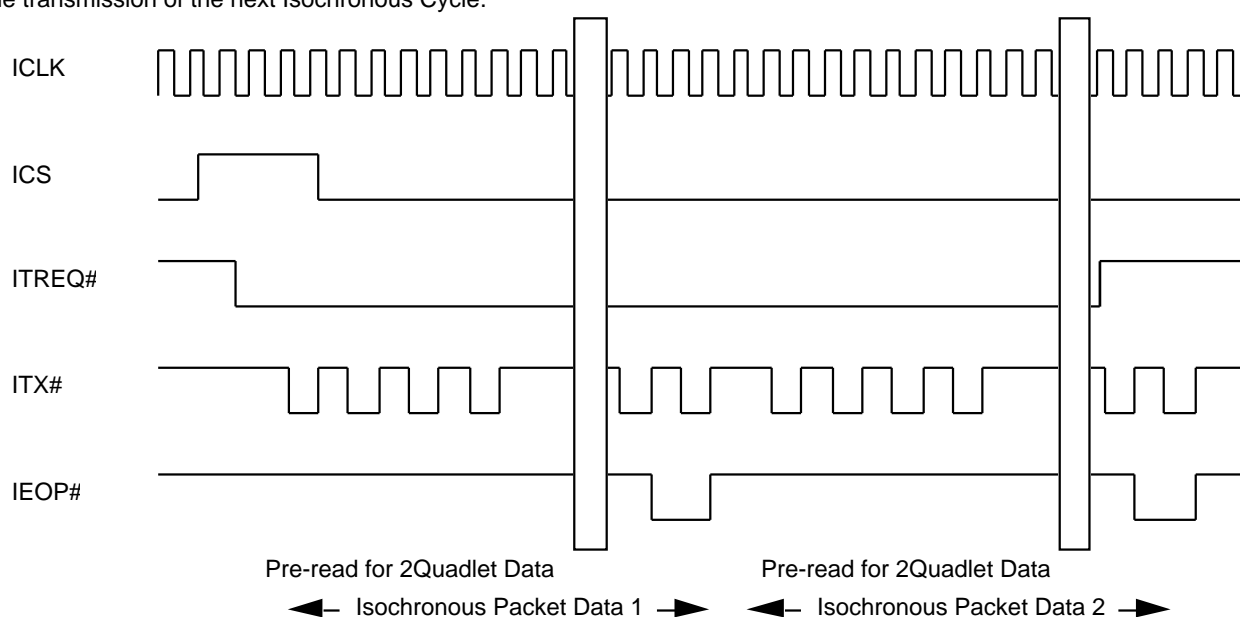 the transmission of the next Isochronous Cycle.
ICLK
ICS
ITREQ#
ITX#
IEOP#
Pre-read for 2Quadlet Data Pre-read for 2Quadlet Data
Isochronous Packet Data 1 Isochronous Packet Data 2